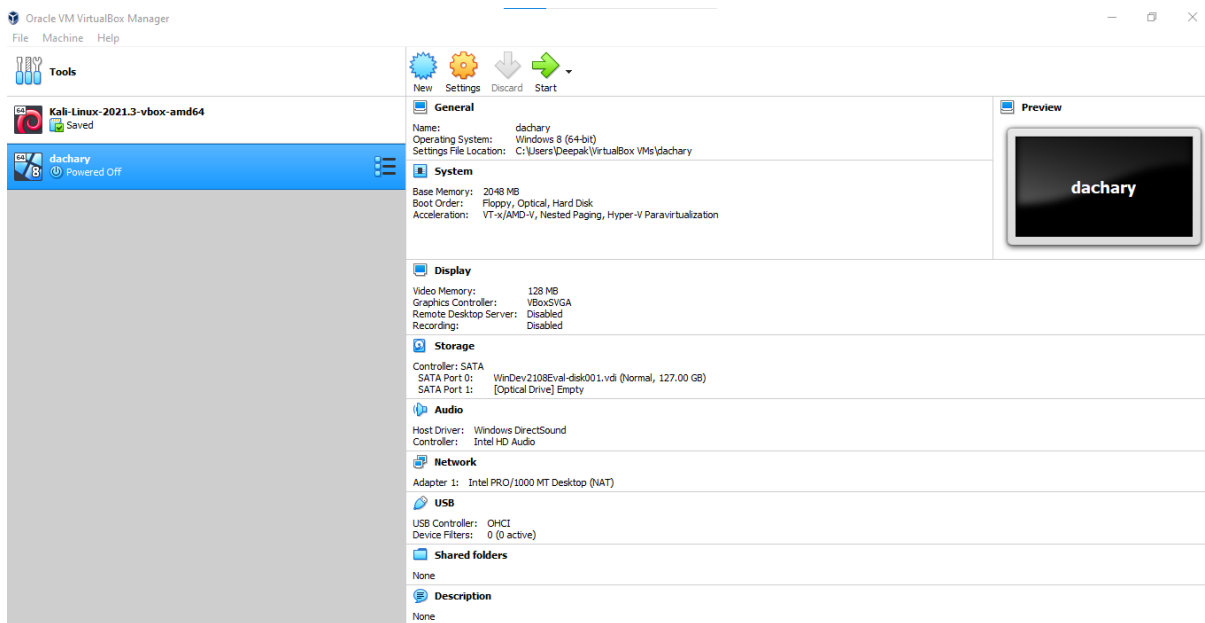 Oracle VM VirtualBox Manager
File Machine Help
Tools
New Settings Discard Start
64
Kali-Linux-2021.3-vbox-amd64
Saved
64
8
dachary
Powered Off
General
Name: dachary
Operating System: Windows 8 (64-bit)
Settings File Location: C:\Users\Deepak\VirtualBox VMs\dachary
Preview
dachary
System
Base Memory: 2048 MB
Boot Order: Floppy, Optical, Hard Disk
Acceleration: VT-x/AMD-V, Nested Paging, Hyper-V Paravirtualization
Display
Video Memory: 128 MB
Graphics Controller: VBoxSVGA
Remote Desktop Server: Disabled
Recording: Disabled
Storage
Controller: SATA
SATA Port 0: WinDev2108Eval-disk001.vdi (Normal, 127.00 GB)
SATA Port 1: [Optical Drive] Empty
Audio
Host Driver: Windows DirectSound
Controller: Intel HD Audio
Network
Adapter 1: Intel PRO/1000 MT Desktop (NAT)
USB
USB Controller: OHCI
Device Filters: 0 (0 active)
Shared folders
None
Description
None